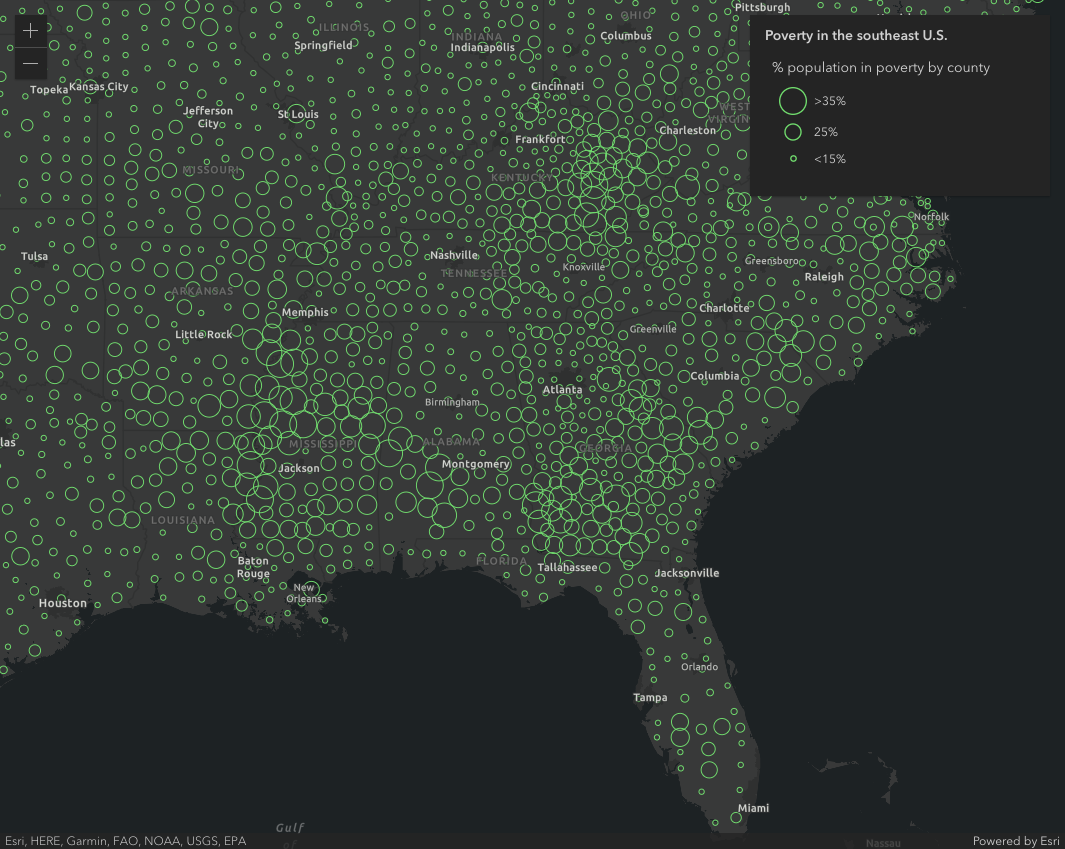 Pittsburgh
OHIO
ILLINOIS
INDIANA
Columbus
Springfield
Indianapolis
Poverty in the southeast U.S.
% population in poverty by county
>35%
25%
<15%
Topeka
Kansas City
Cincinnati
Jefferson
City
St Louis
WEST
VIRGIN
Charleston
Frankfort
MISSOURI
KENTUCKY
Norfolk
Tulsa
Nashville
Greensboro
Knoxville
TENNESSEE
Raleigh
ARKANSAS
Memphis
Charlotte
Little Rock
Greenville
Columbia
Atlanta
Birmingham
las
MISSISSIPPI
ALABAMA
GEORGIA
Jackson
Montgomery
LOUISIANA
Baton
Rouge
FLORIDA
Tallahassee
Jacksonville
New
Orleans
Houston
Orlando
Tampa
Miami
Gulf
of
Esri, HERE, Garmin, FAO, NOAA, USGS, EPA
Nassau
Powered by Esri